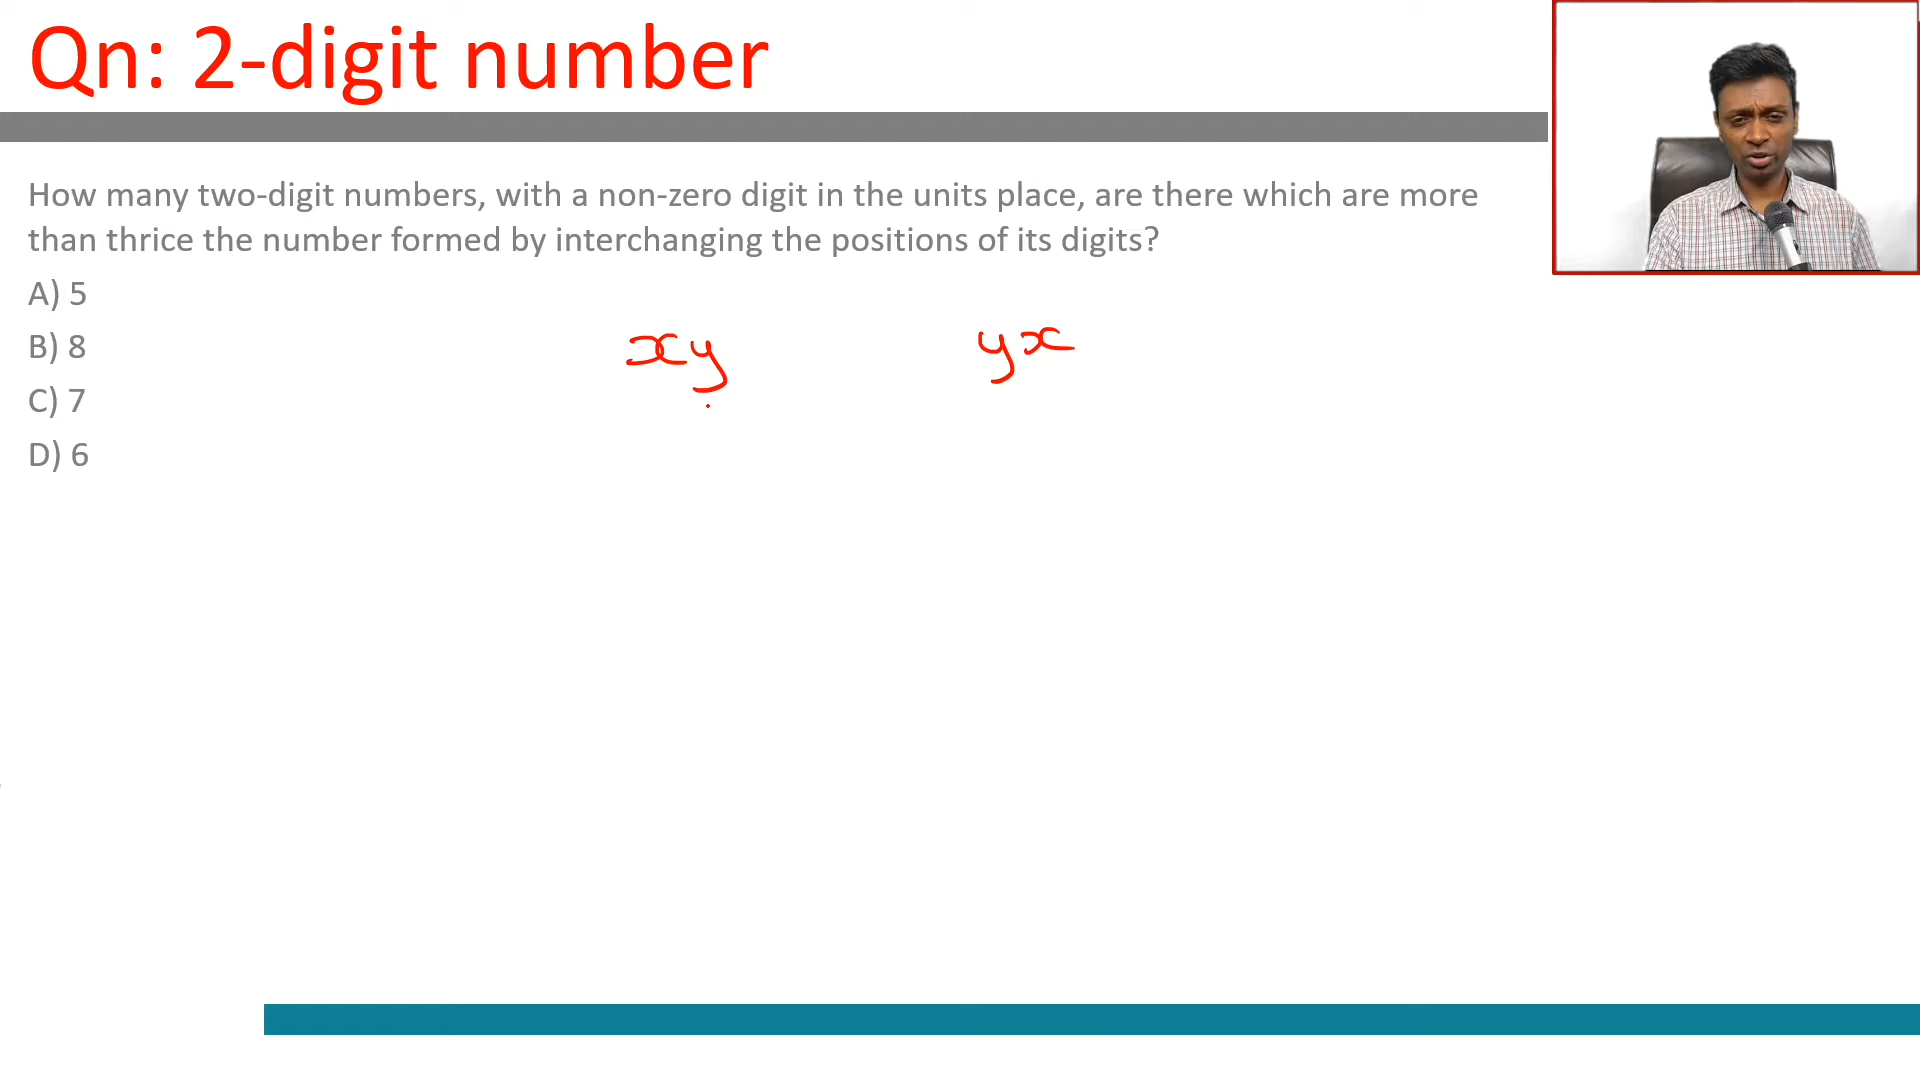 Qn: 2-digit number
How many two-digit numbers, with a non-zero digit in the units place, are there which are more
than thrice the number formed by interchanging the positions of its digits?
A) 5
B) 8
C) 7
D) 6
xy yx